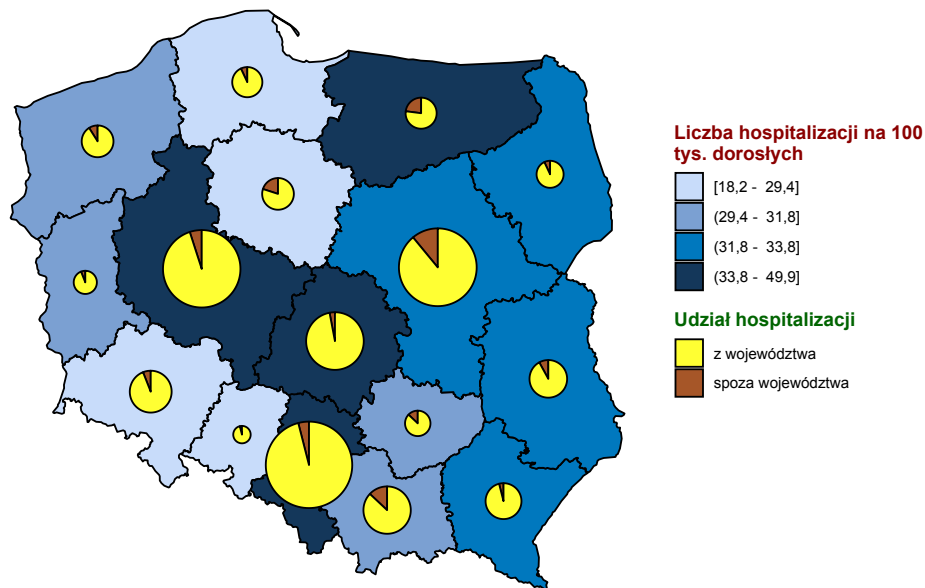 Liczba hospitalizacji na 100
tys. dorosłych
[18,2 - 29,4]
(29,4 - 31,8]
(31,8 - 33,8]
(33,8 - 49,9]
Udział hospitalizacji
z województwa
spoza województwa